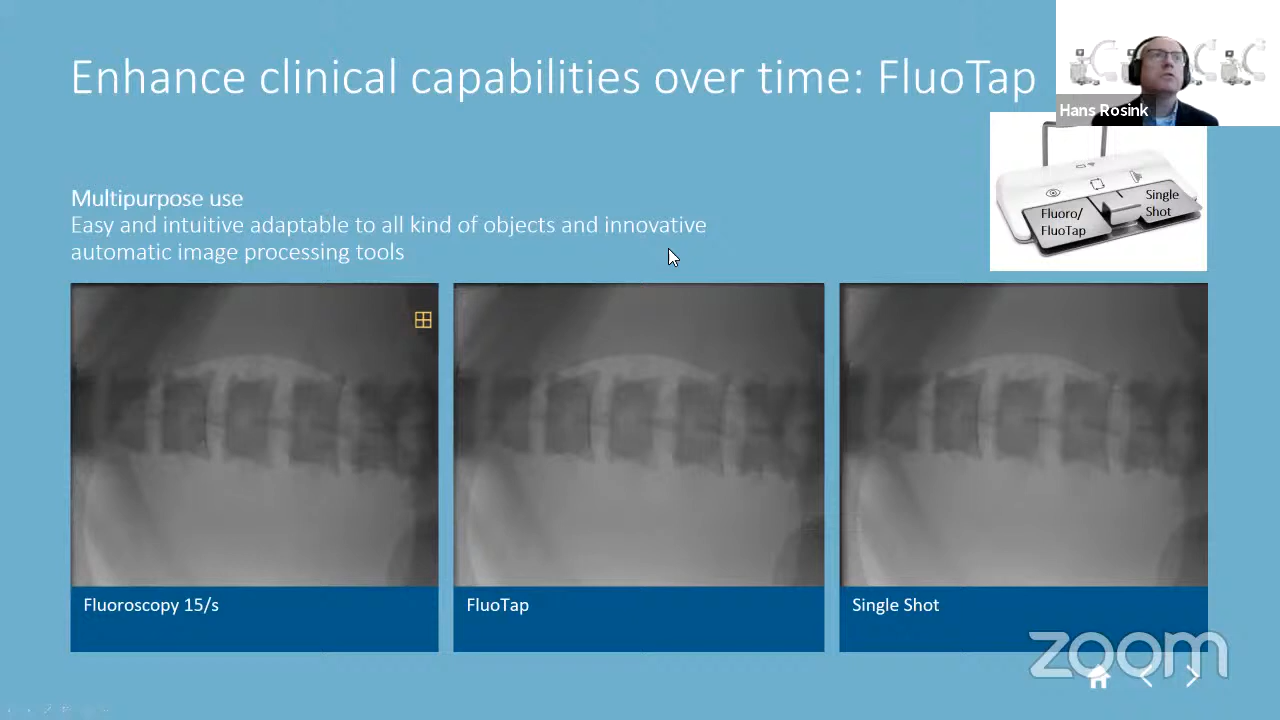 Enhance clinical capabilities over time: FluoTap
Hans Rosink
Multipurpose use
Easy and intuitive adaptable to all kind of objects and innovative
automatic image processing tools
Fluoro/
FluoTap
Single
Shot
Fluoroscopy 15/s
FluoTap
Single Shot
zoom